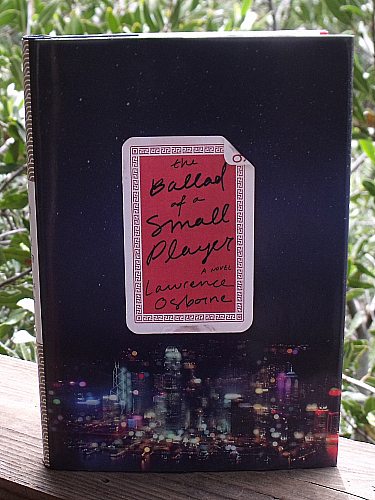 the
Ballad
of a
Small
Player
A NOVEL
Lawrence
Osborne